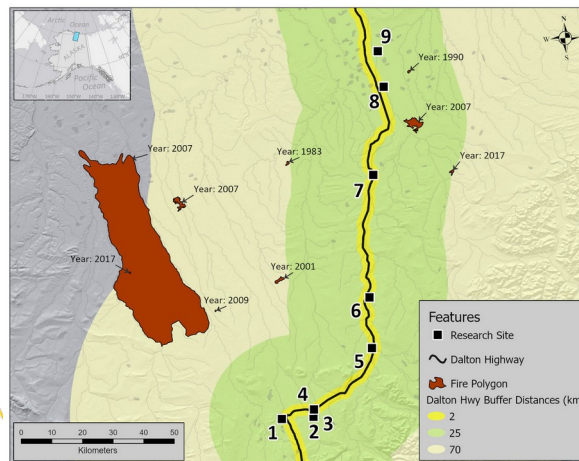 Arctic
Ocean
ALASKA
Pacific
Ocean
9
Year: 1990
N
W E
S
8
Year: 2007
Year: 2007
Year: 1983
Year: 2017
7
Year: 2007
Year: 2017
Year: 2001
6
Year: 2009
5
4
3
1
2
Features
Research Site
Dalton Highway
Fire Polygon
Dalton Hwy Buffer Distances (km
2
25
70
0 10 20 30 40 50
Kilometers